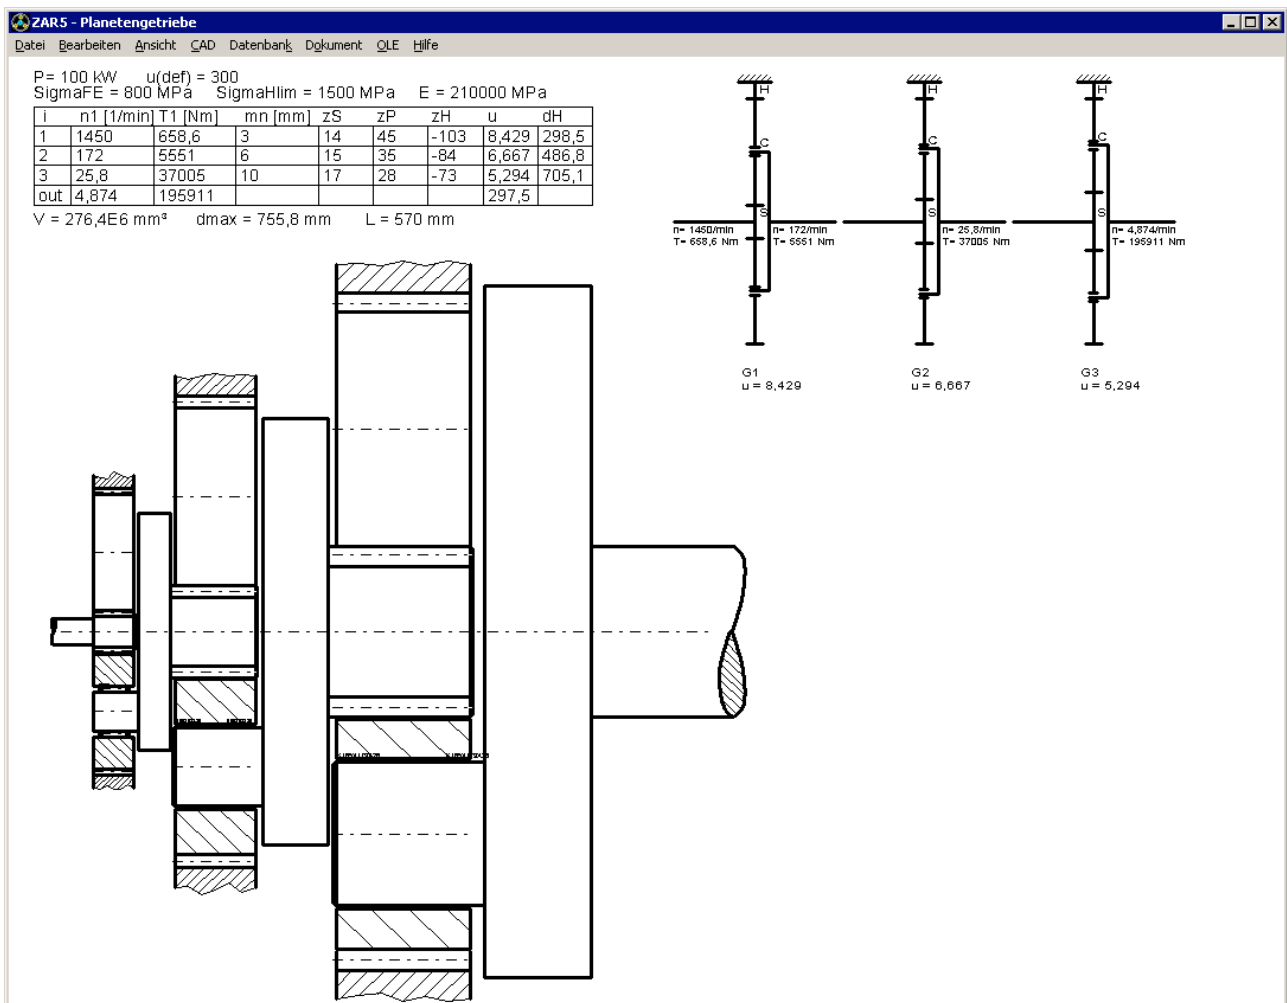 ZAR5 - Planetengetriebe
Datei Bearbeiten Ansicht CAD Datenbank Dokument OLE Hilfe
P= 100 kW u(def) = 300
SigmaFE = 800 MPa SigmaHlim = 1500 MPa E = 210000 MPa
i n1 [1/min] T1 [Nm] mn [mm] zS zP zH u dH
1 1450 658,6 3 14 45 -103 8,429 298,5
2 172 5551 6 15 35 -84 6,667 486,8
3 25,8 37005 10 17 28 -73 5,294 705,1
out 4,874 195911 297,5
V = 276,4E6 mm³ dmax = 755,8 mm L = 570 mm
H H H
C C C
S S S
n= 1450/min n= 172/min n= 25,8/min n= 4,874/min
T= 658,6 Nm T= 5551 Nm T= 37005 Nm T= 195911 Nm
G1 G2 G3
u = 8,429 u = 6,667 u = 5,294